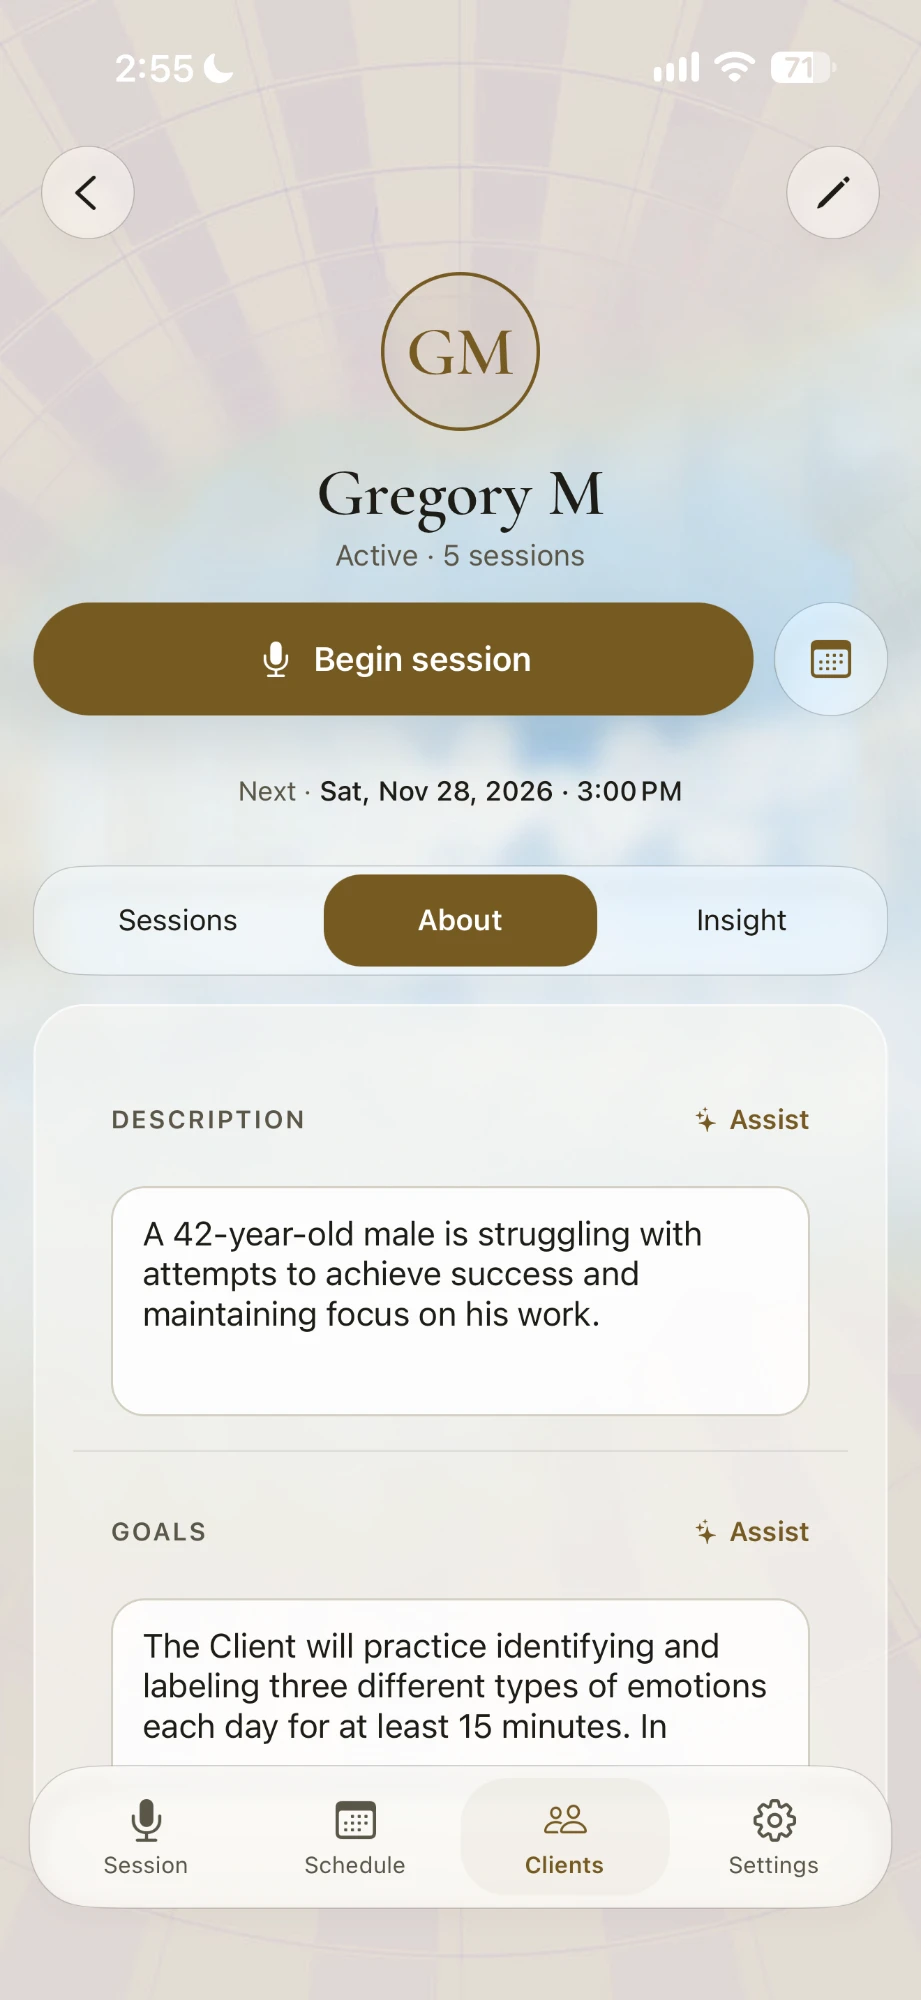 2:55
71
GM
Gregory M
Active · 5 sessions
Begin session
Next · Sat, Nov 28, 2026 · 3:00 PM
Sessions
About
Insight
DESCRIPTION
Assist
A 42-year-old male is struggling with
attempts to achieve success and
maintaining focus on his work.
GOALS
Assist
The Client will practice identifying and
labeling three different types of emotions
each day for at least 15 minutes. In
Session
Schedule
Clients
Settings